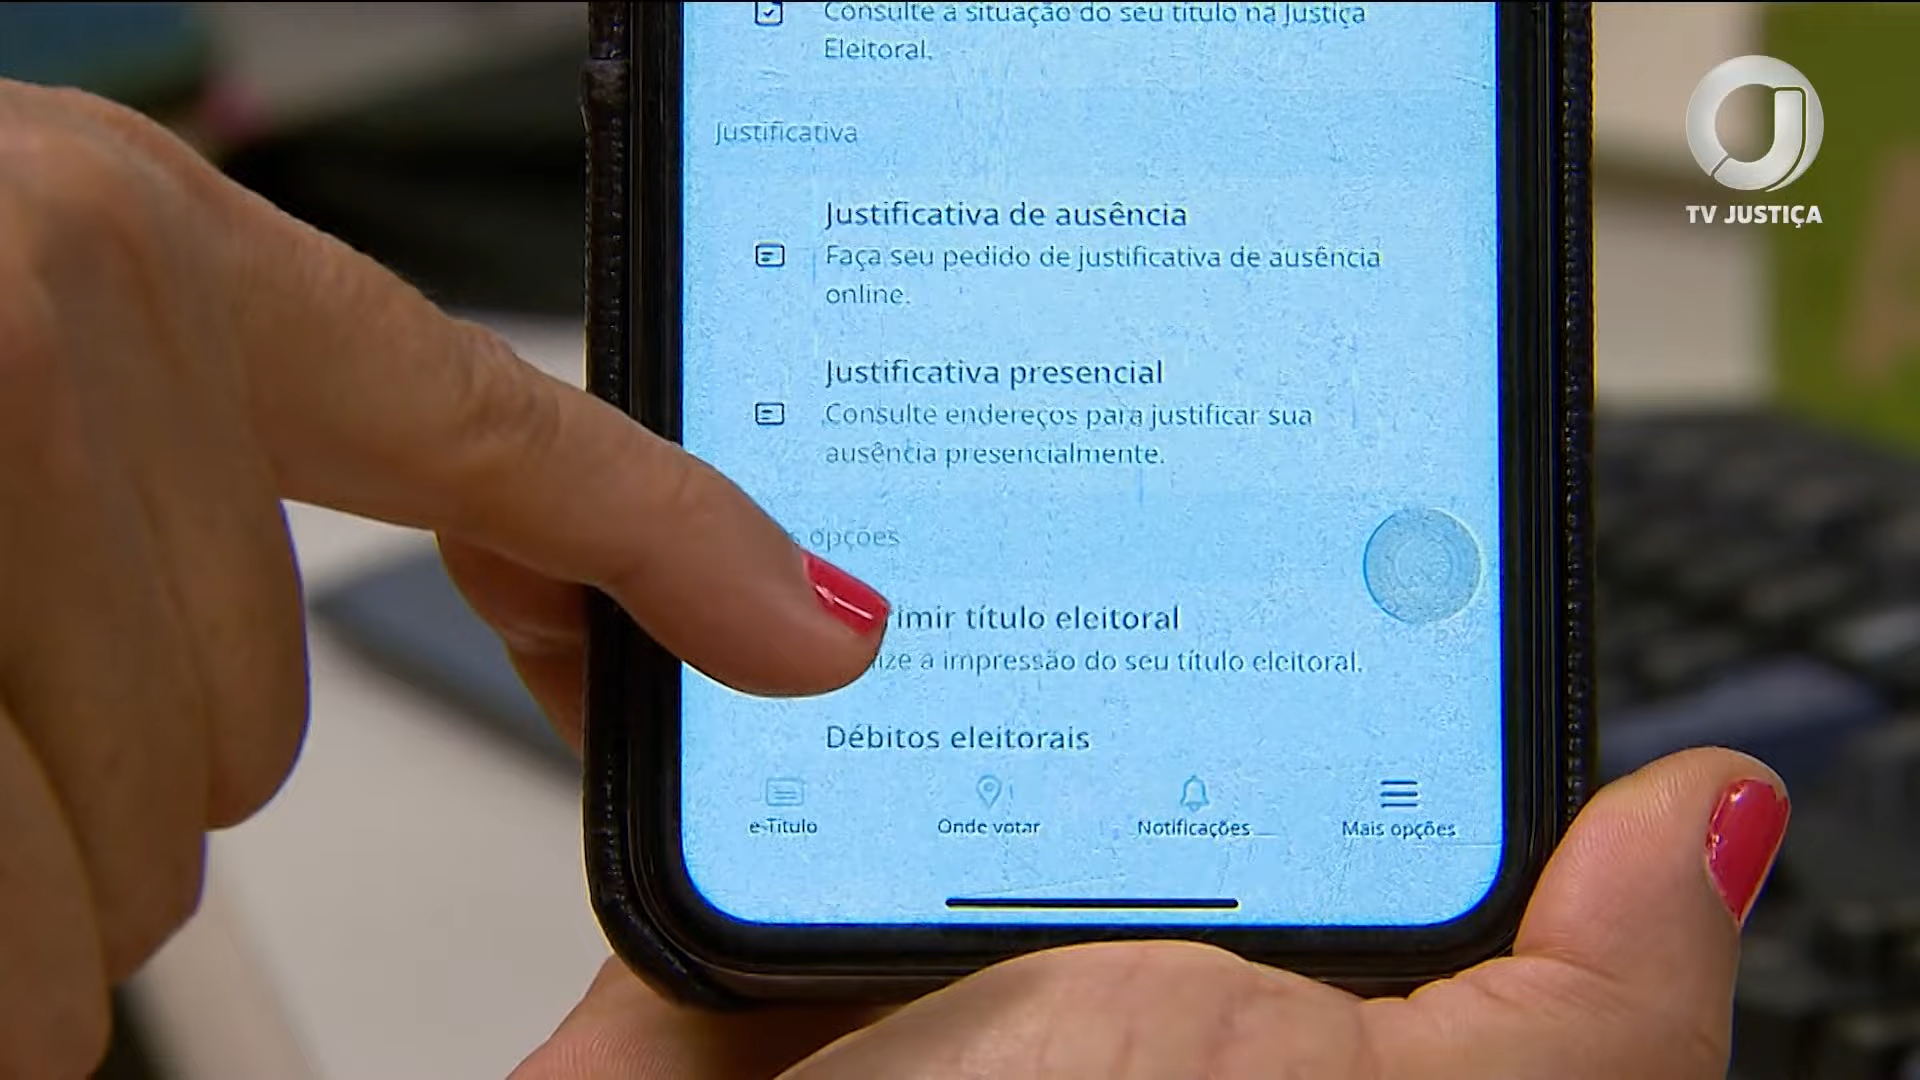 Consulte a situação do seu título na Justiça
Eleitoral.
Justificativa
Justificativa de ausência
Faça seu pedido de justificativa de ausência
online.
Justificativa presencial
Consulte endereços para justificar sua
ausência presencialmente.
opções
título eleitoral
a impressão do seu título eleitoral.
Débitos eleitorais
e-Título
Onde votar
Notificações
Mais opções
TV JUSTIÇA